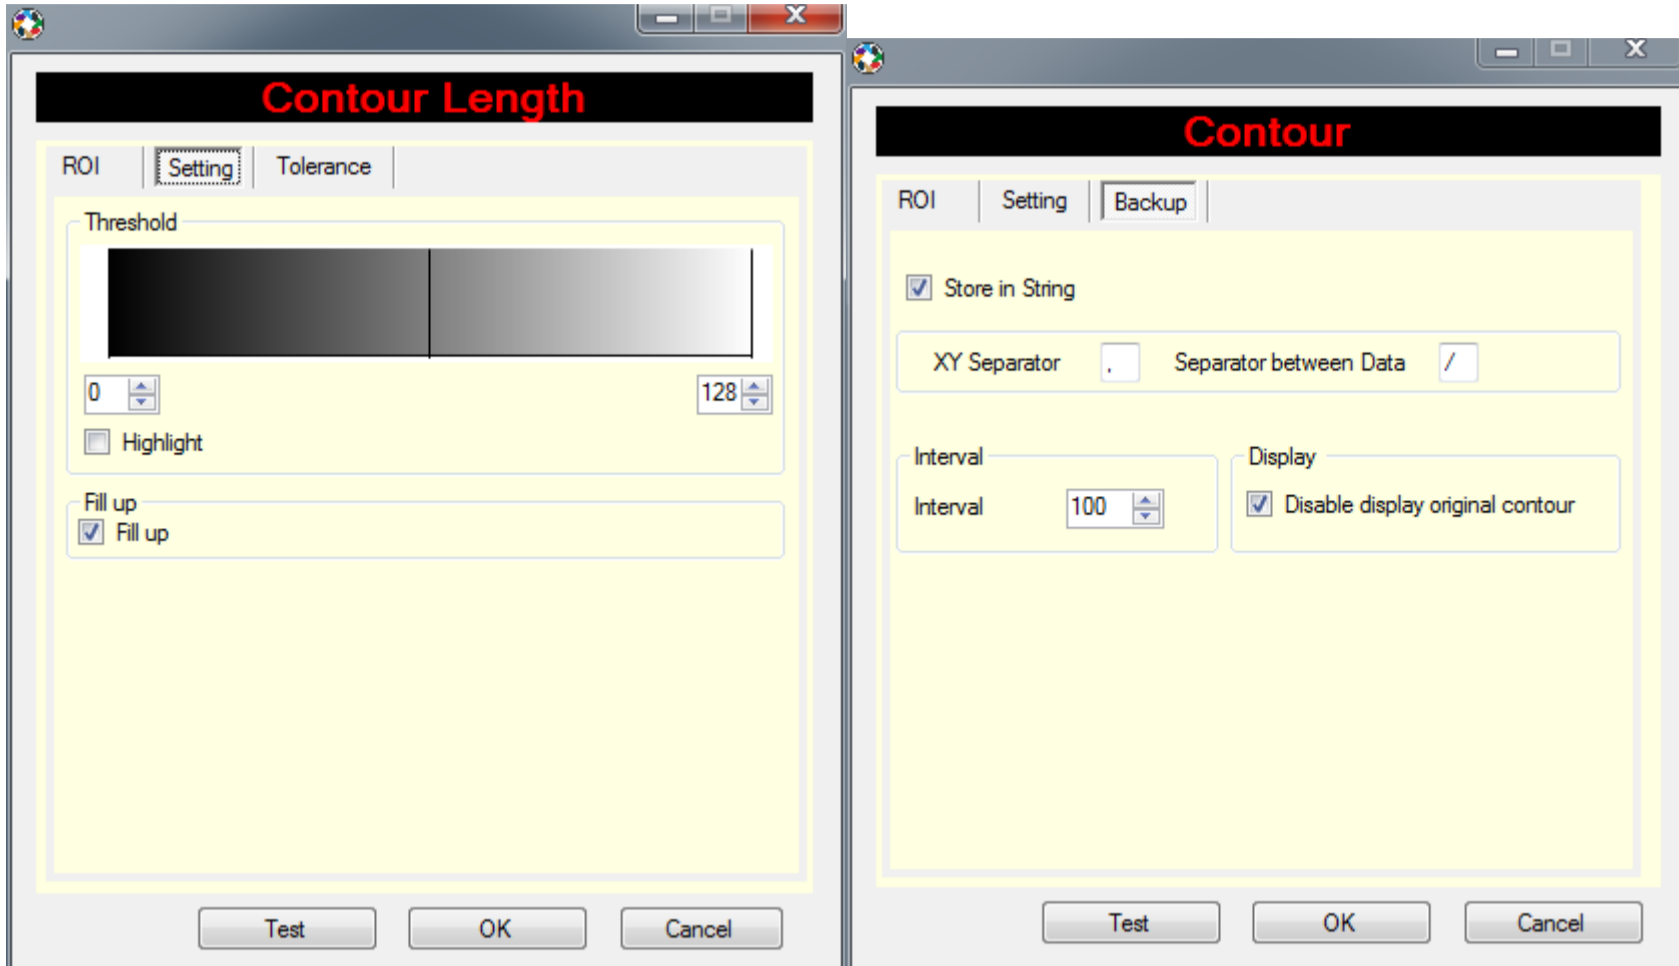 Contour Length
ROI Setting Tolerance
Threshold
0 128
Highlight
Fill up
Fill up
Test OK Cancel
Contour
ROI Setting Backup
Store in String
XY Separator , Separator between Data /
Interval Display
Interval 100 Disable display original contour
Test OK Cancel